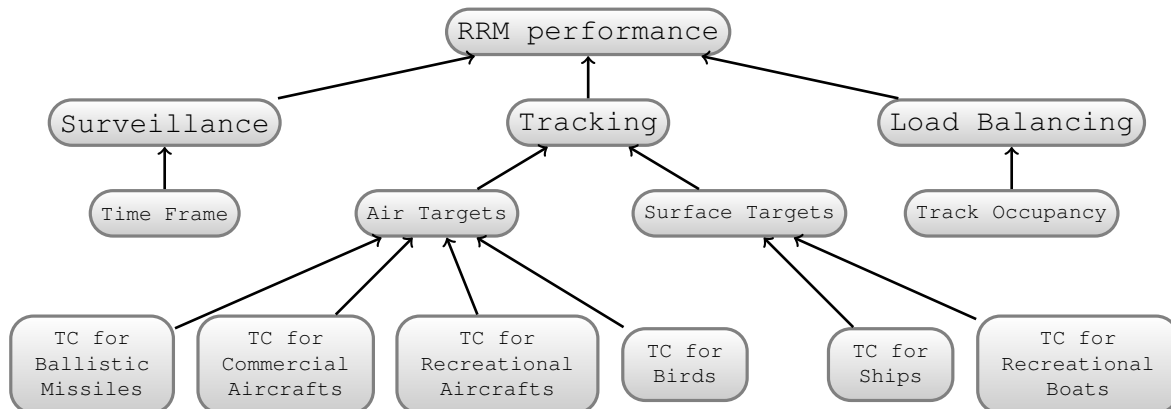 RRM performance
Surveillance
Tracking
Load Balancing
Time Frame
Air Targets
Surface Targets
Track Occupancy
TC for
Ballistic
Missiles
TC for
Commercial
Aircrafts
TC for
Recreational
Aircrafts
TC for
Birds
TC for
Ships
TC for
Recreational
Boats